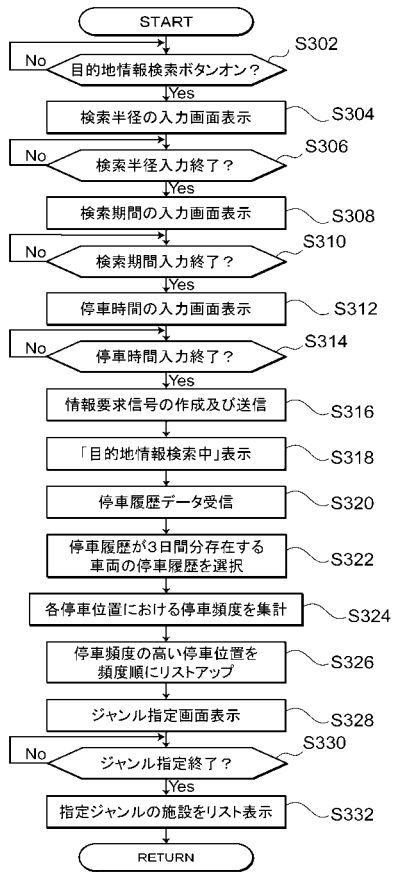 START
目的地情報検索ボタンオン？
S302
No
Yes
検索半径の入力画面表示
S304
検索半径入力終了？
S306
No
Yes
検索期間の入力画面表示
S308
検索期間入力終了？
S310
No
Yes
停車時間の入力画面表示
S312
停車時間入力終了？
S314
No
Yes
情報要求信号の作成及び送信
S316
「目的地情報検索中」表示
S318
停車履歴データ受信
S320
停車履歴が３日間分存在する
車両の停車履歴を選択
S322
各停車位置における停車頻度を集計
S324
停車頻度の高い停車位置を
頻度順にリストアップ
S326
ジャンル指定画面表示
S328
ジャンル指定終了？
S330
No
Yes
指定ジャンルの施設をリスト表示
S332
RETURN